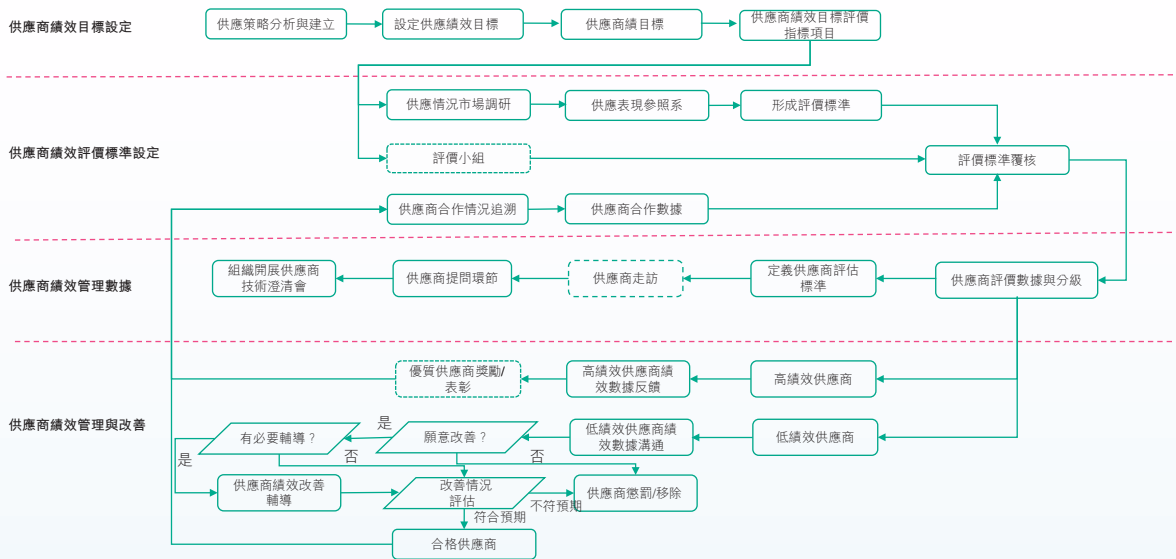 供應商績效目標設定
供應策略分析與建立
設定供應績效目標
供應商績目標
供應商績效目標評價
指標項目
供應情況市場調研
供應表現參照系
形成評價標準
供應商績效評價標準設定
評價小組
評價標準覆核
供應商合作情況追溯
供應商合作數據
供應商績效管理數據
組織開展供應商
技術澄清會
供應商提問環節
供應商走訪
定義供應商評估
標準
供應商評價數據與分級
優質供應商獎勵/
表彰
高績效供應商績
效數據反饋
高績效供應商
供應商績效管理與改善
有必要輔導？
是
願意改善？
低績效供應商績
效數據溝通
低績效供應商
是
否
否
供應商績效改善
輔導
改善情況
評估
不符預期
供應商懲罰/移除
符合預期
合格供應商